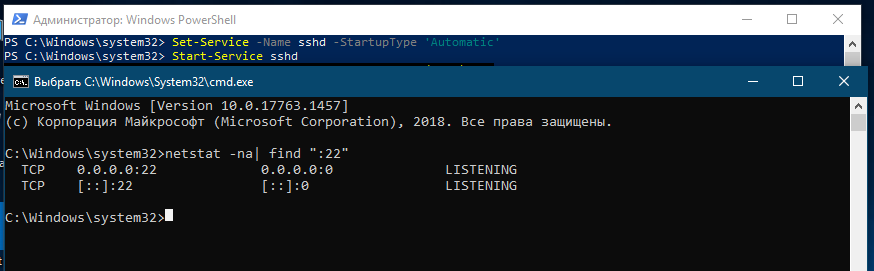 Администратор: Windows PowerShell
PS C:\Windows\system32> Set-Service -Name sshd -StartupType 'Automatic'
PS C:\Windows\system32> Start-Service sshd
Выбрать C:\Windows\System32\cmd.exe
Microsoft Windows [Version 10.0.17763.1457]
(c) Корпорация Майкрософт (Microsoft Corporation), 2018. Все права защищены.
C:\Windows\system32>netstat -na| find ":22"
TCP 0.0.0.0:22 0.0.0.0:0 LISTENING
TCP [::]:22 [::]:0 LISTENING
C:\Windows\system32>